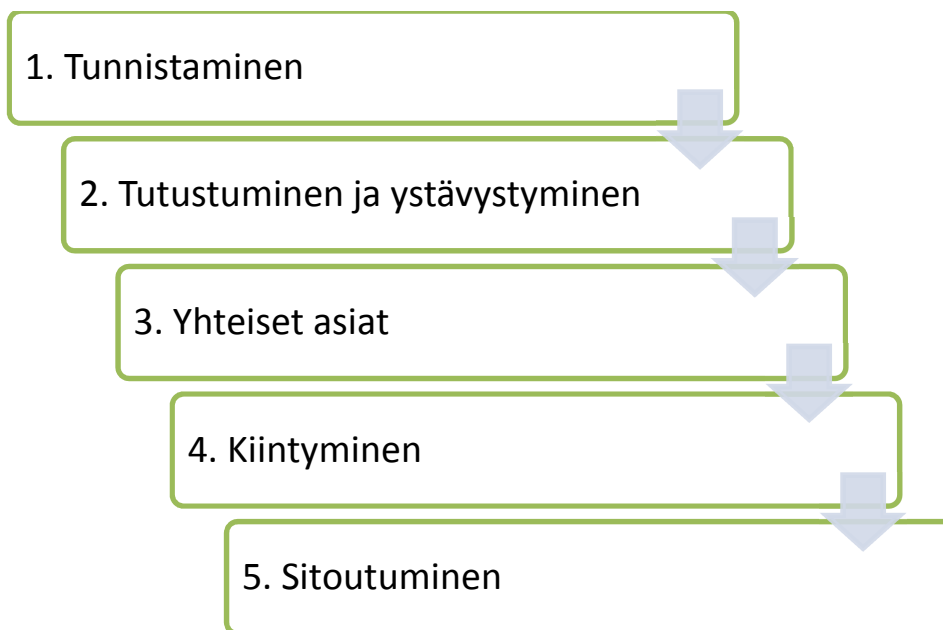 1. Tunnistaminen
2. Tutustuminen ja ystävystyminen
3. Yhteiset asiat
4. Kiintyminen
5. Sitoutuminen